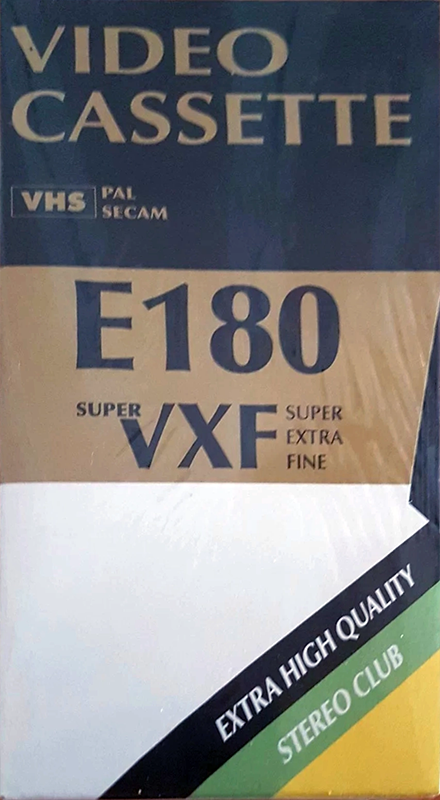 VIDEO
CASSETTE
VHS PAL
SECAM
E180
SUPER VXF SUPER
EXTRA
FINE
EXTRA HIGH QUALITY
STEREO CLUB